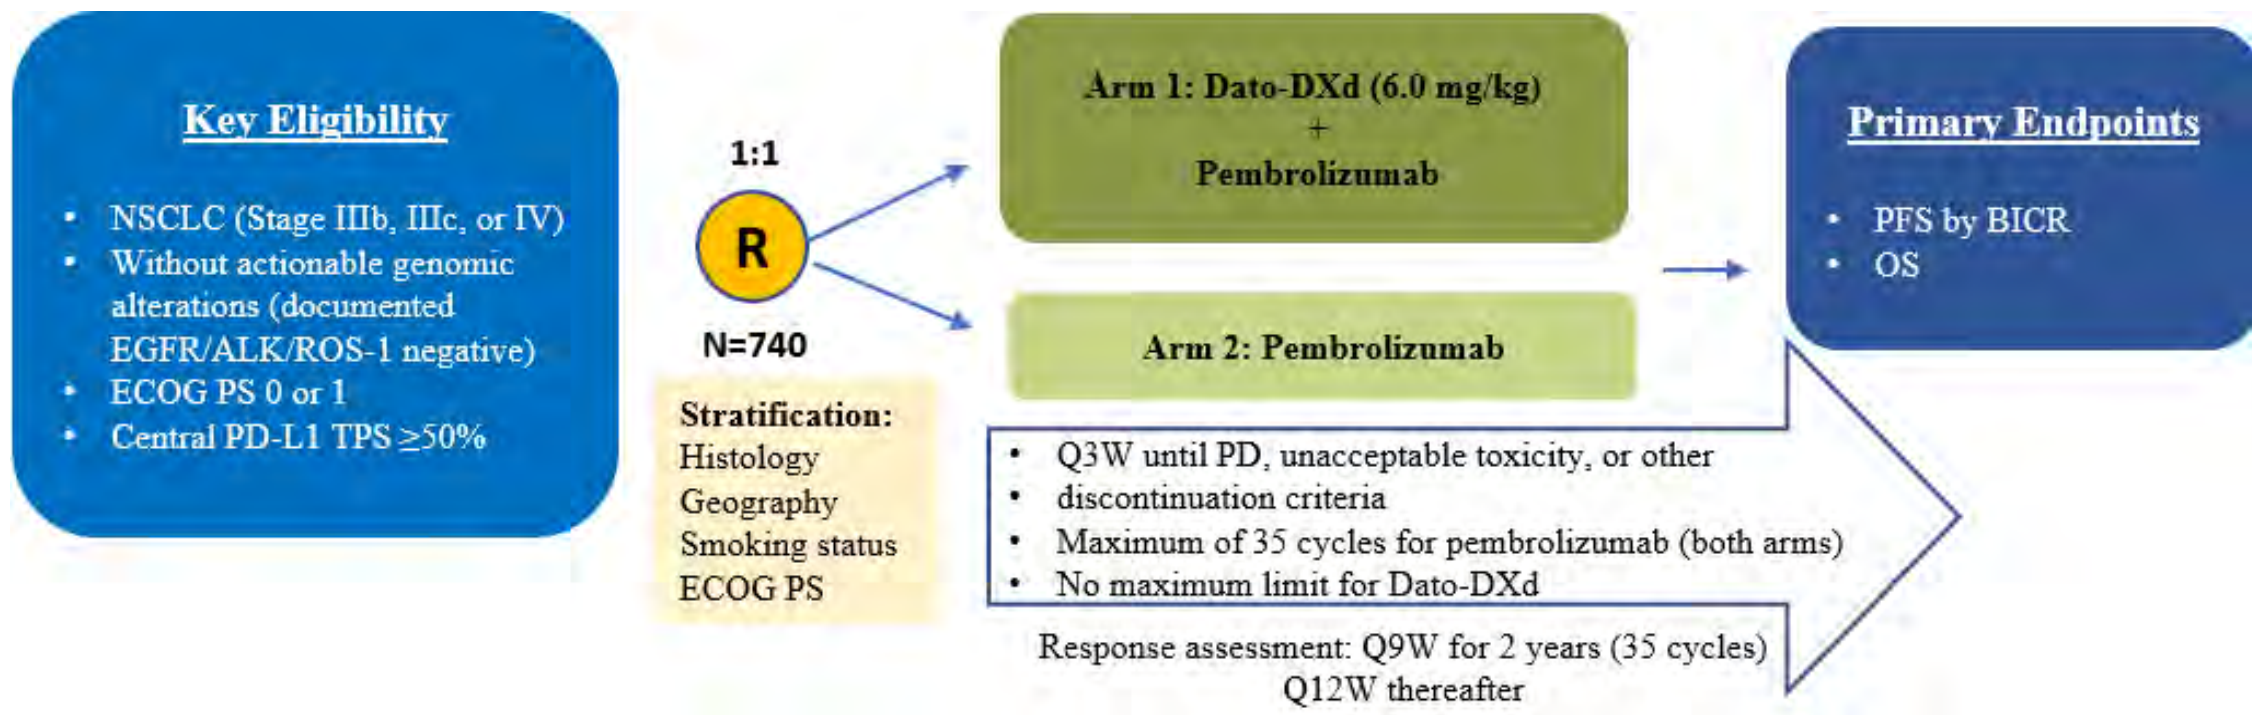 Key Eligibility
• NSCLC (Stage IIIb, IIIc, or IV)
• Without actionable genomic
alterations (documented
EGFR/ALK/ROS-1 negative)
• ECOG PS 0 or 1
• Central PD-L1 TPS ≥50%
1:1
R
N=740
Stratification:
Histology
Geography
Smoking status
ECOG PS
Arm 1: Dato-DXd (6.0 mg/kg)
+
Pembrolizumab
Arm 2: Pembrolizumab
• Q3W until PD, unacceptable toxicity, or other
• discontinuation criteria
• Maximum of 35 cycles for pembrolizumab (both arms)
• No maximum limit for Dato-DXd
Response assessment: Q9W for 2 years (35 cycles)
Q12W thereafter
Primary Endpoints
• PFS by BICR
• OS